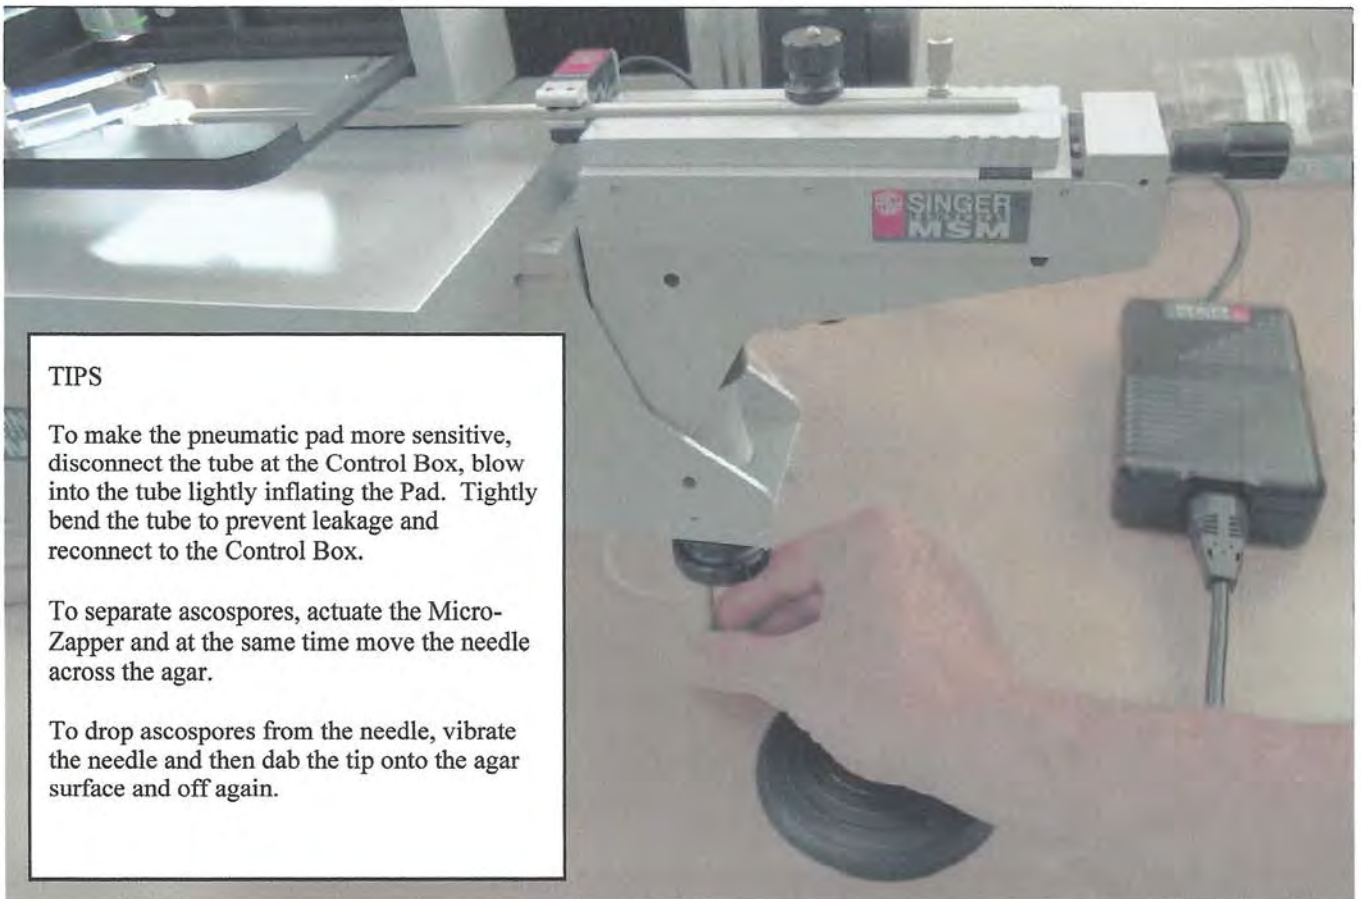 SINGER
MSM
TIPS
To make the pneumatic pad more sensitive,
disconnect the tube at the Control Box, blow
into the tube lightly inflating the Pad. Tightly
bend the tube to prevent leakage and
reconnect to the Control Box.
To separate ascospores, actuate the Micro-
Zapper and at the same time move the needle
across the agar.
To drop ascospores from the needle, vibrate
the needle and then dab the tip onto the agar
surface and off again.